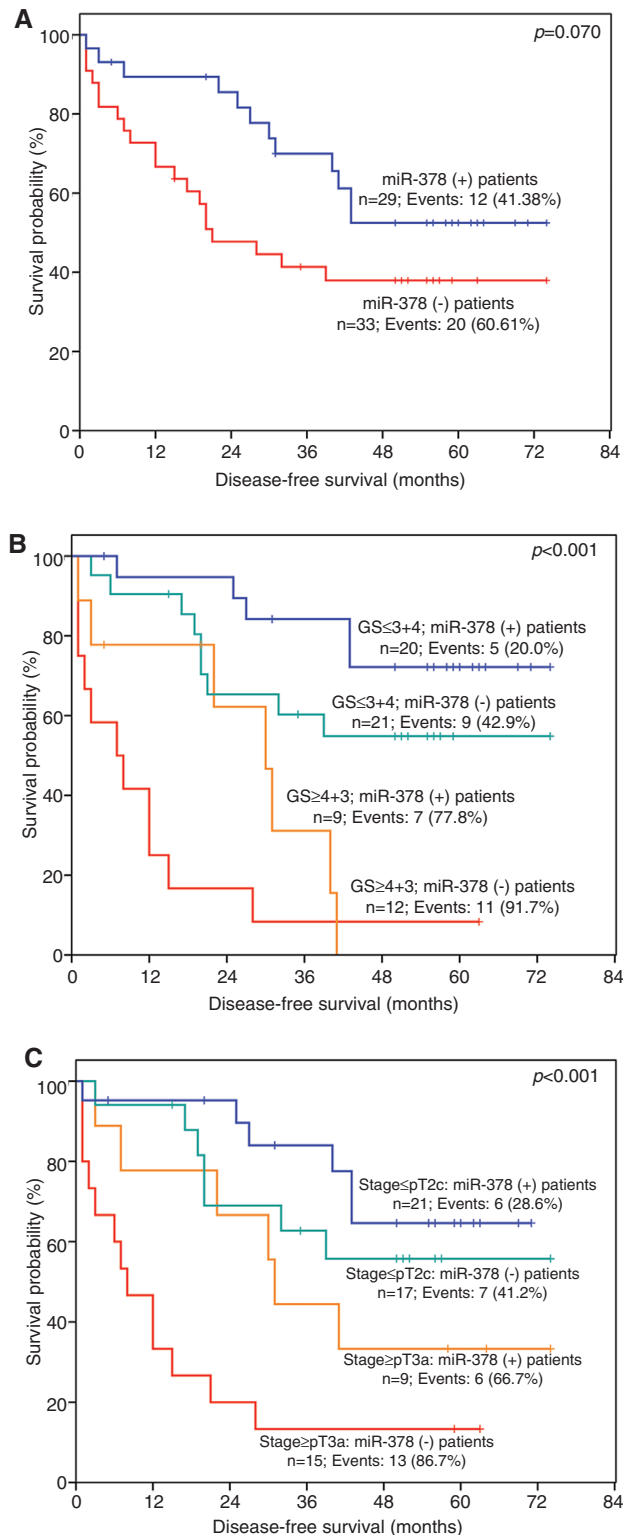 A
p=0.070
100
80
60
40
20
0
Survival probability (%)
miR-378 (+) patients
n=29; Events: 12 (41.38%)
miR-378 (-) patients
n=33; Events: 20 (60.61%)
0 12 24 36 48 60 72 84
Disease-free survival (months)
B
p<0.001
100
80
60
40
20
0
Survival probability (%)
GS≤3+4; miR-378 (+) patients
n=20; Events: 5 (20.0%)
GS≤3+4; miR-378 (-) patients
n=21; Events: 9 (42.9%)
GS≥4+3; miR-378 (+) patients
n=9; Events: 7 (77.8%)
GS≥4+3; miR-378 (-) patients
n=12; Events: 11 (91.7%)
0 12 24 36 48 60 72 84
Disease-free survival (months)
C
p<0.001
100
80
60
40
20
0
Survival probability (%)
Stage≤pT2c: miR-378 (+) patients
n=21; Events: 6 (28.6%)
Stage≤pT2c: miR-378 (-) patients
n=17; Events: 7 (41.2%)
Stage≥pT3a: miR-378 (+) patients
n=9; Events: 6 (66.7%)
Stage≥pT3a: miR-378 (-) patients
n=15; Events: 13 (86.7%)
0 12 24 36 48 60 72 84
Disease-free survival (months)